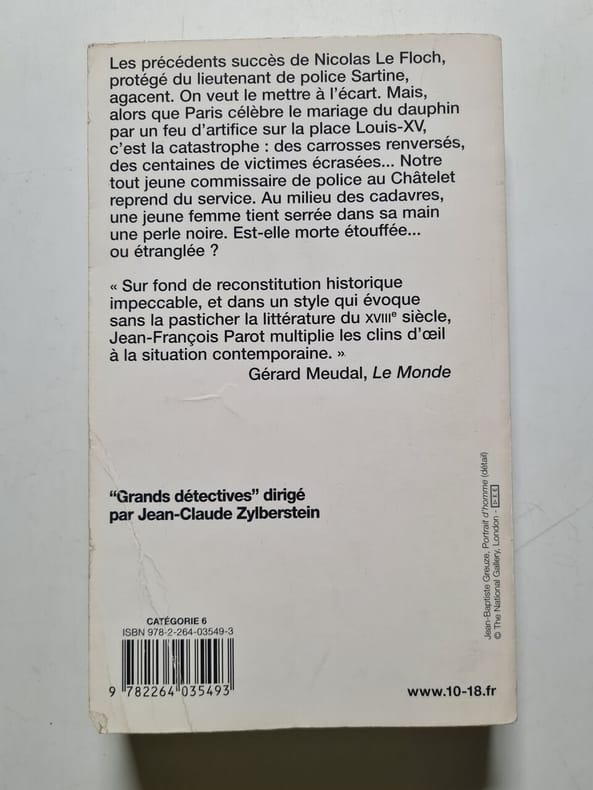 Les précédents succès de Nicolas Le Floch,
protégé du lieutenant de police Sartine,
agacent. On veut le mettre à l'écart. Mais,
alors que Paris célèbre le mariage du dauphin
par un feu d'artifice sur la place Louis-XV,
c'est la catastrophe : des carrosses renversés,
des centaines de victimes écrasées... Notre
tout jeune commissaire de police au Châtelet
reprend du service. Au milieu des cadavres,
une jeune femme tient serrée dans sa main
une perle noire. Est-elle morte étouffée...
ou étranglée ?
« Sur fond de reconstitution historique
impeccable, et dans un style qui évoque
sans la pasticher la littérature du XVIIIe siècle,
Jean-François Parot multiplie les clins d'œil
à la situation contemporaine. »
Gérard Meudal, Le Monde
"Grands détectives" dirigé
par Jean-Claude Zylberstein
Jean-Baptiste Greuze, Portrait d'homme (détail)
© The National Gallery, London -
CATÉGORIE 6
ISBN 978-2-264-03549-3
9 782264 035493
www.10-18.fr